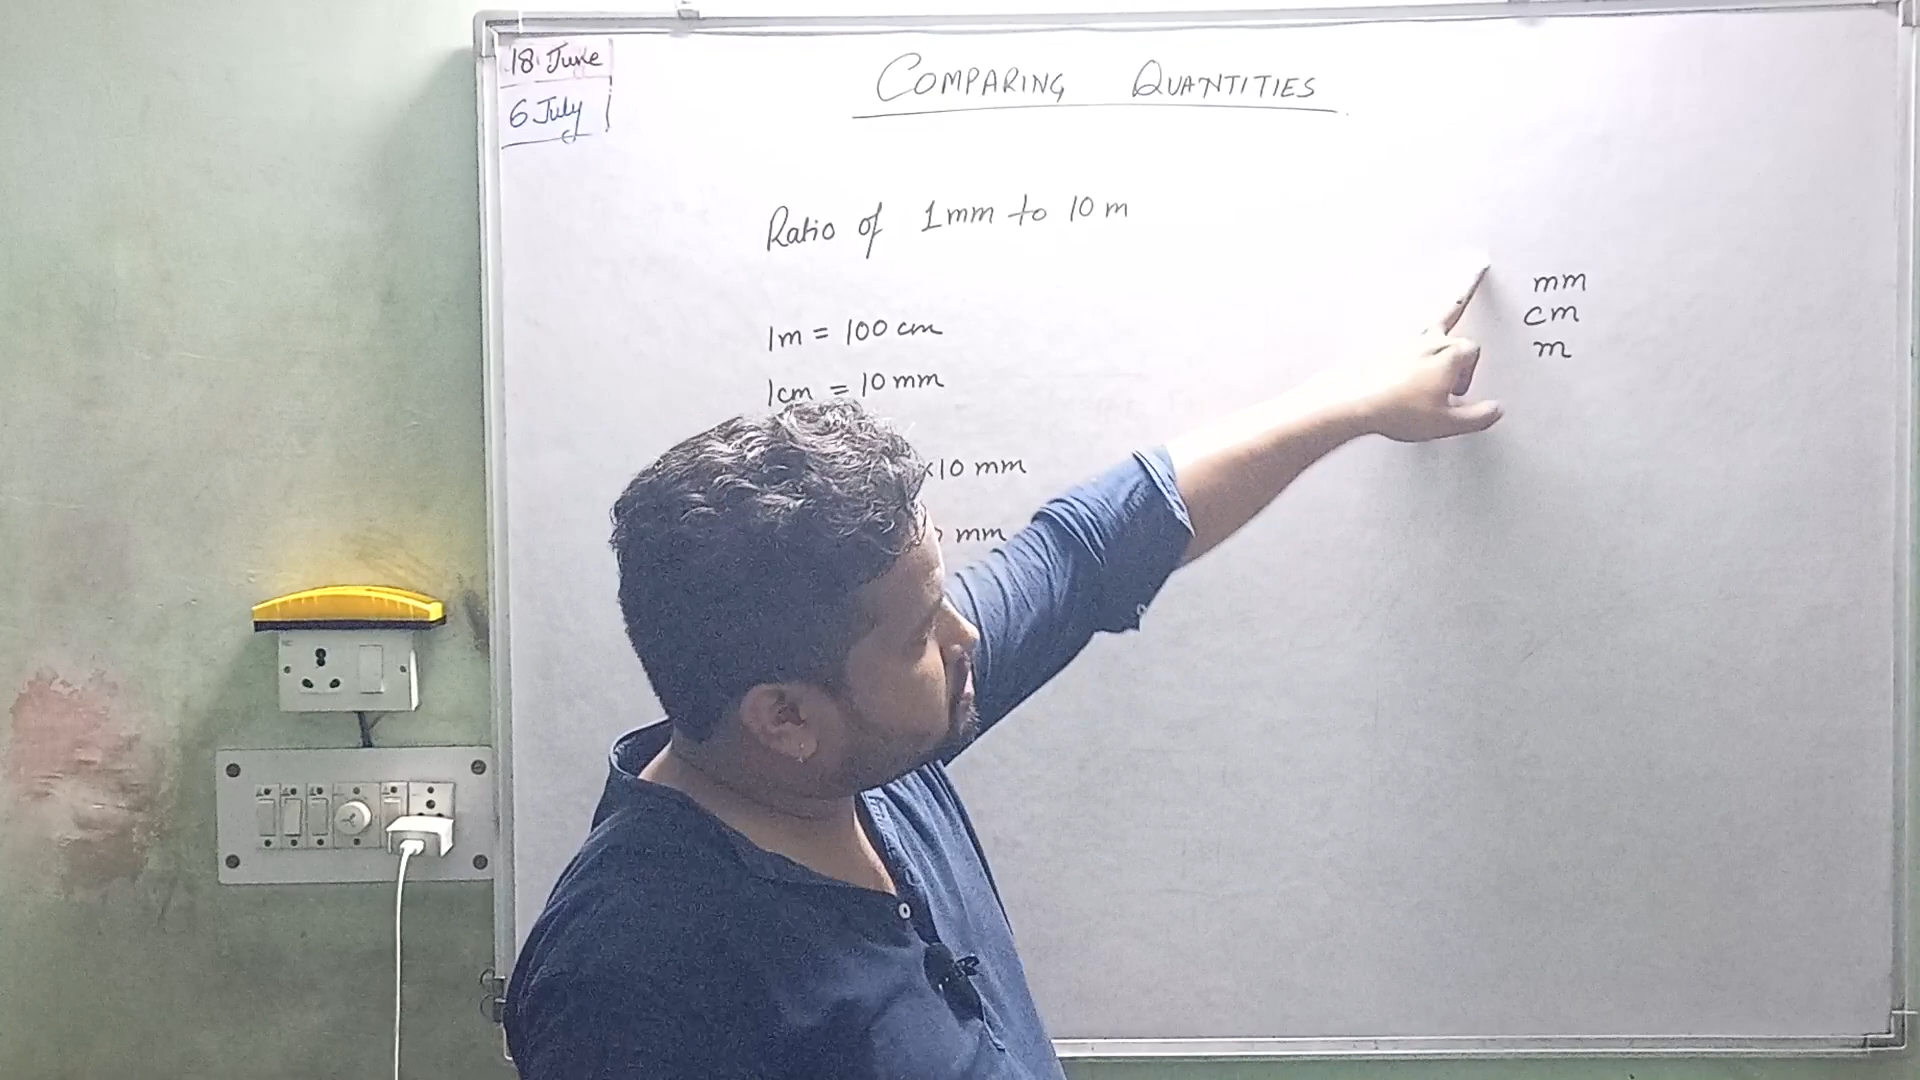 18 June
6 July
COMPARING QUANTITIES
Ratio of 1mm to 10 m
1m = 100 cm
1cm = 10 mm
×10 mm
mm
mm
cm
m